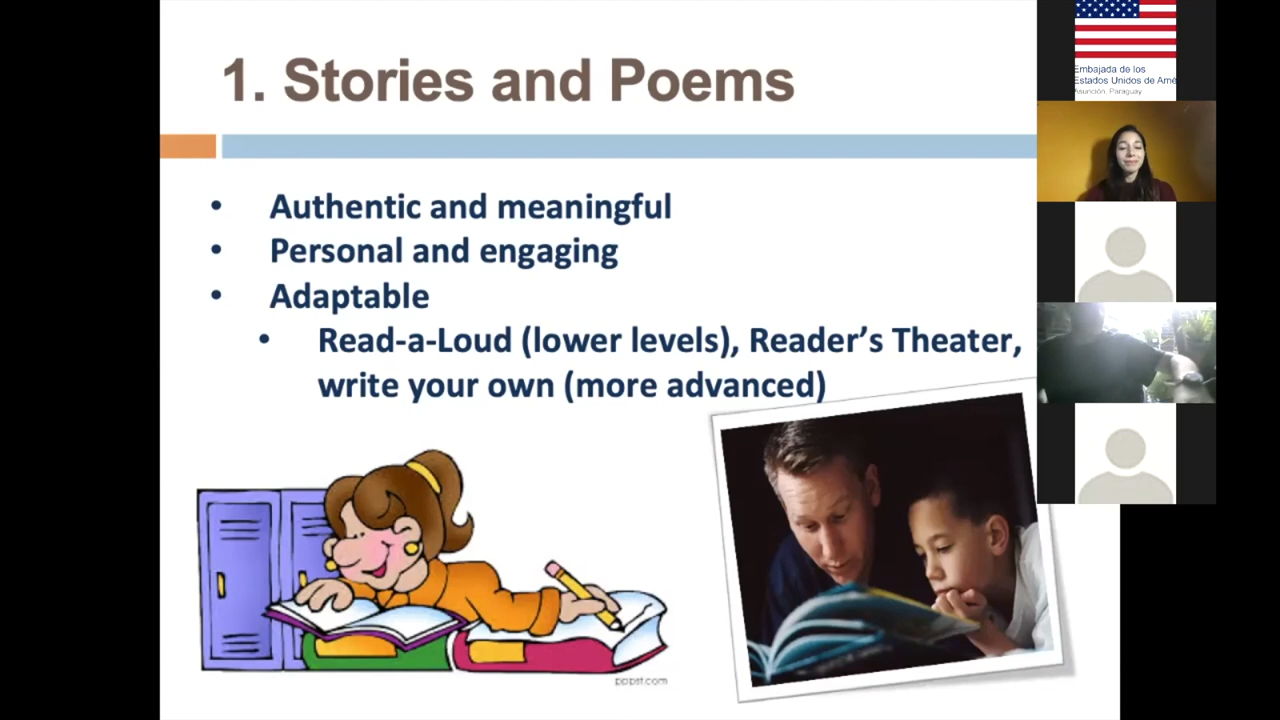 1. Stories and Poems
• Authentic and meaningful
• Personal and engaging
• Adaptable
• Read-a-Loud (lower levels), Reader’s Theater,
write your own (more advanced)
pppst.com
Embajada de los
Estados Unidos de Amé
Asunción, Paraguay